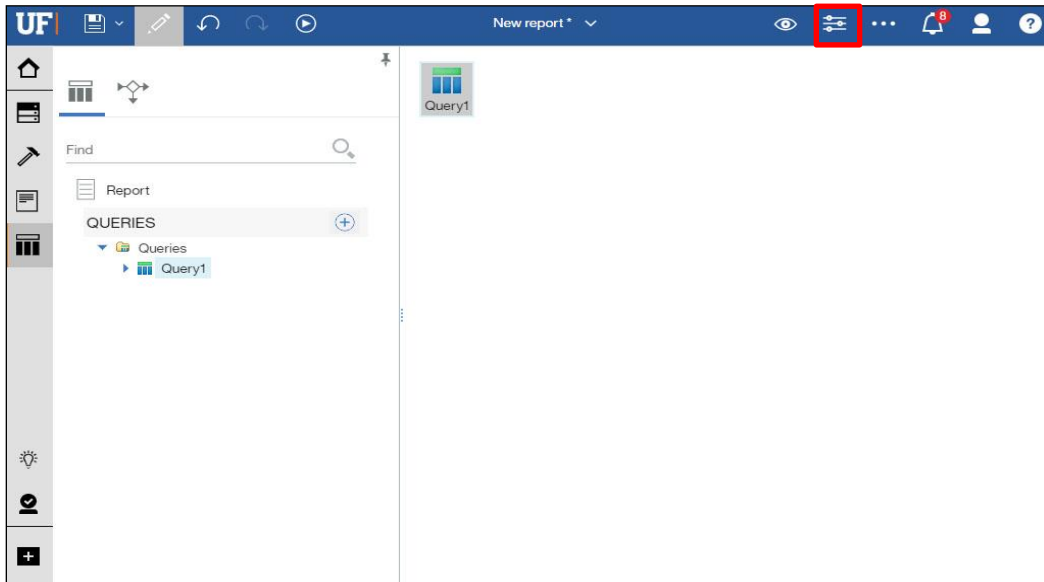 UF
New report *
8
?
Query1
Find
Report
QUERIES
Queries
Query1